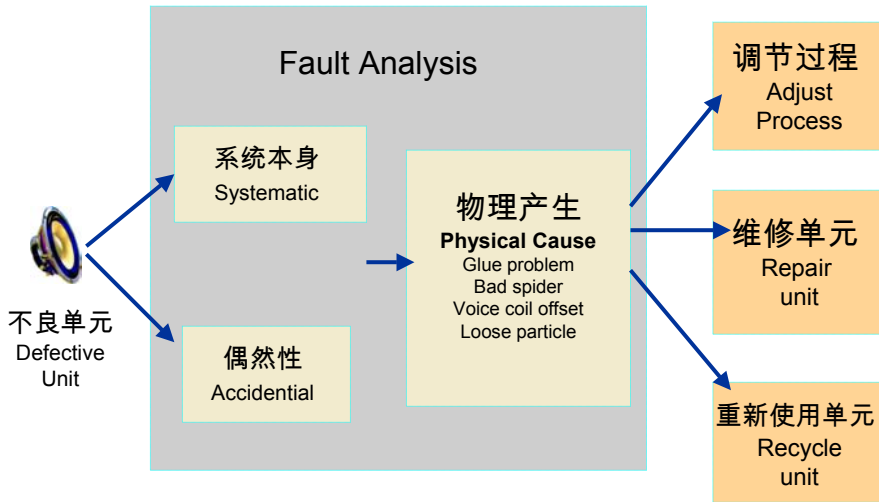 Fault Analysis
不良单元
Defective
Unit
系统本身
Systematic
偶然性
Accidential
物理产生
Physical Cause
Glue problem
Bad spider
Voice coil offset
Loose particle
调节过程
Adjust
Process
维修单元
Repair
unit
重新使用单元
Recycle
unit